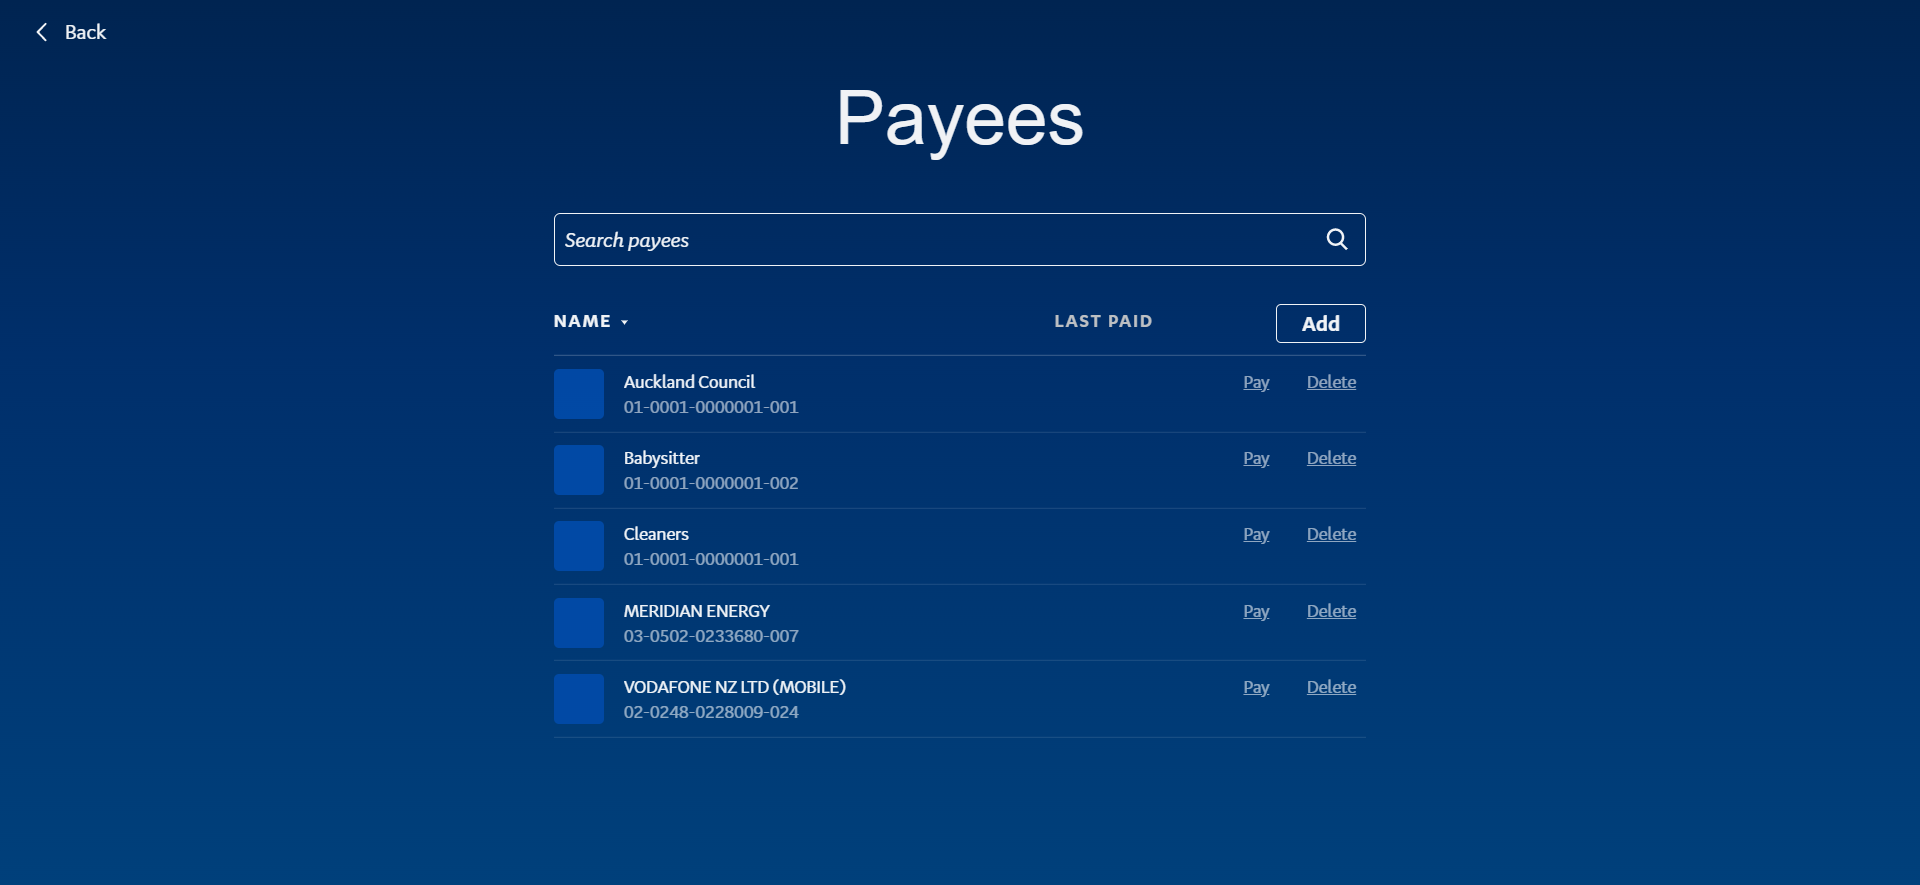 Back
Payees
Search payees
NAME LAST PAID Add
Auckland Council Pay Delete
01-0001-0000001-001
Babysitter Pay Delete
01-0001-0000001-002
Cleaners Pay Delete
01-0001-0000001-001
MERIDIAN ENERGY Pay Delete
03-0502-0233680-007
VODAFONE NZ LTD (MOBILE) Pay Delete
02-0248-0228009-024